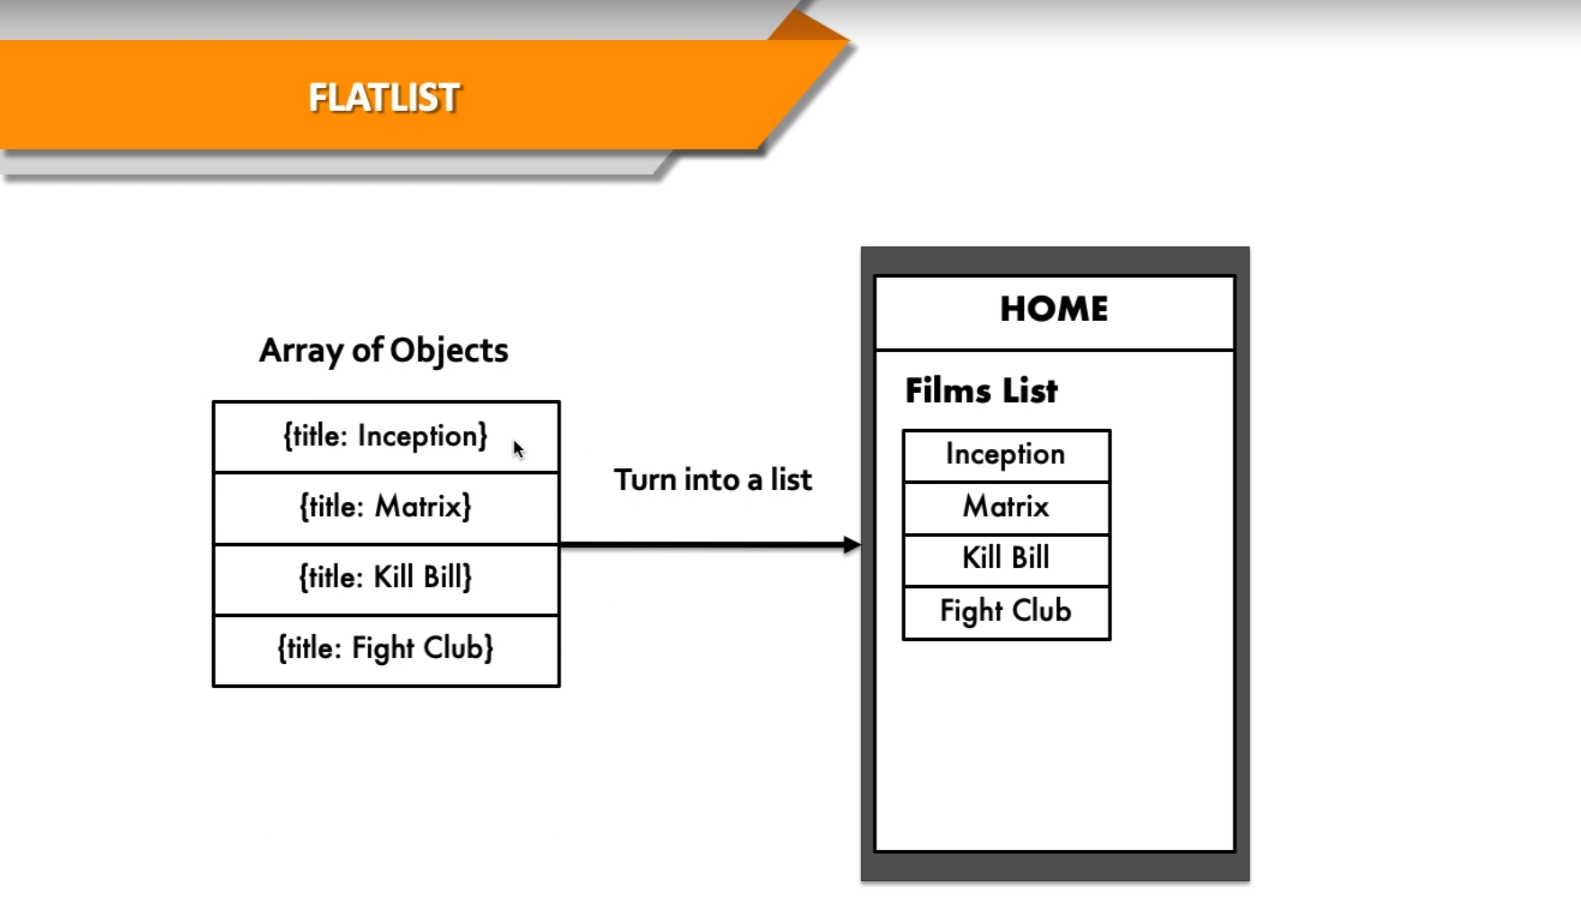 FLATLIST
Array of Objects
{title: Inception}
{title: Matrix}
{title: Kill Bill}
{title: Fight Club}
Turn into a list
HOME
Films List
Inception
Matrix
Kill Bill
Fight Club